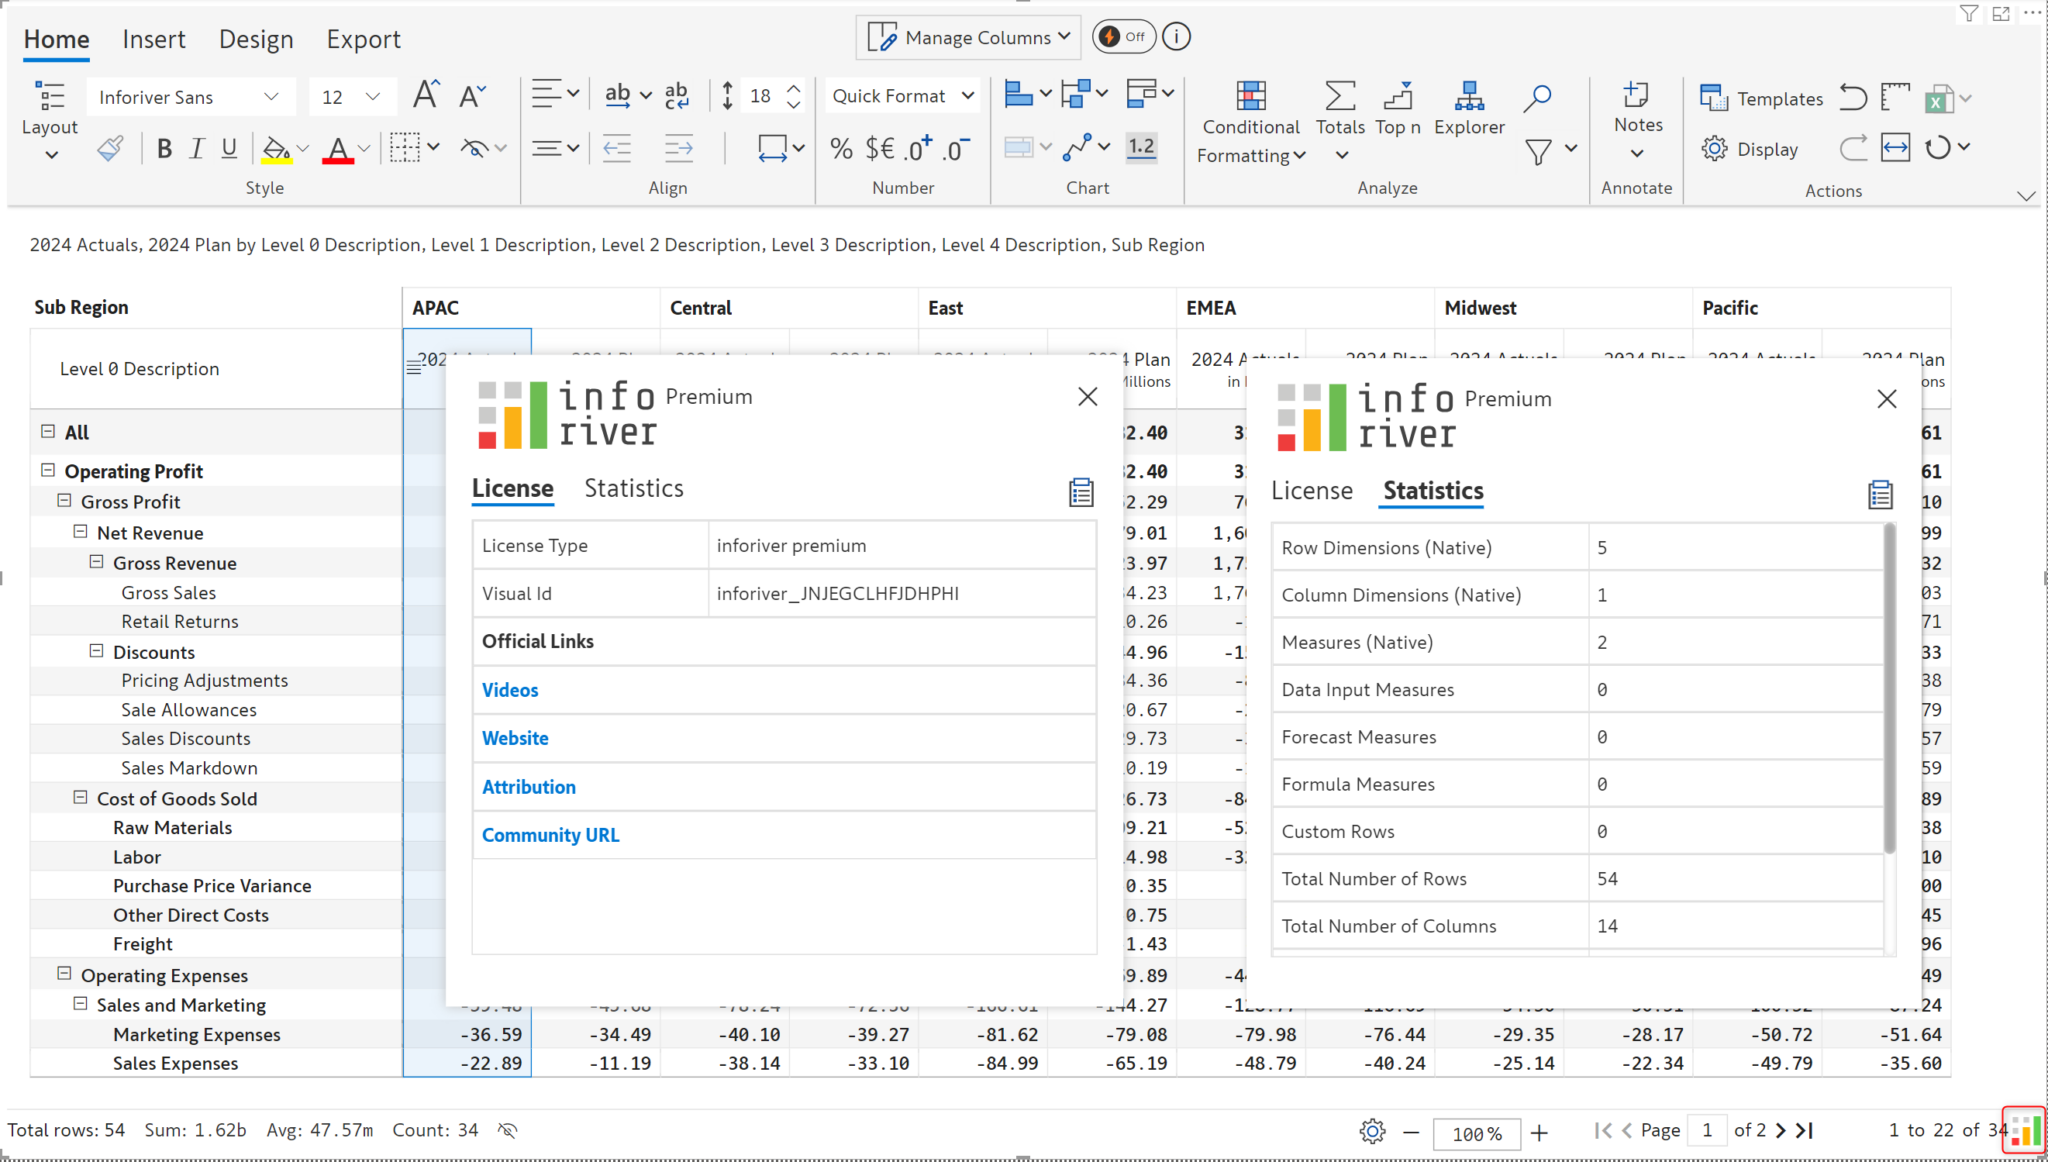 Home Insert Design Export Manage Columns Off i
Layout Inforiver Sans 12 A A ab ab 18 Quick Format Conditional Formatting Totals Top n Explorer Notes Templates
B I U A % $€ .0+ .0- 1.2 Display
Style Align Number Chart Analyze Annotate Actions
2024 Actuals, 2024 Plan by Level 0 Description, Level 1 Description, Level 2 Description, Level 3 Description, Level 4 Description, Sub Region
Sub Region APAC Central East EMEA Midwest Pacific
Level 0 Description
All
Operating Profit
Gross Profit
Net Revenue
Gross Revenue
Gross Sales
Retail Returns
Discounts
Pricing Adjustments
Sale Allowances
Sales Discounts
Sales Markdown
Cost of Goods Sold
Raw Materials
Labor
Purchase Price Variance
Other Direct Costs
Freight
Operating Expenses
Sales and Marketing
Marketing Expenses -36.59 -34.49 -40.10 -39.27 -81.62 -79.08 -79.98 -76.44 -29.35 -28.17 -50.72 -51.64
Sales Expenses -22.89 -11.19 -38.14 -33.10 -84.99 -65.19 -48.79 -40.24 -25.14 -22.34 -49.79 -35.60
info river Premium
License Statistics
License Type inforiver premium
Visual Id inforiver_JNJEGCLHFJDHPHI
Official Links
Videos
Website
Attribution
Community URL
info river Premium
License Statistics
Row Dimensions (Native) 5
Column Dimensions (Native) 1
Measures (Native) 2
Data Input Measures 0
Forecast Measures 0
Formula Measures 0
Custom Rows 0
Total Number of Rows 54
Total Number of Columns 14
Total rows: 54 Sum: 1.62b Avg: 47.57m Count: 34 100% Page 1 of 2 1 to 22 of 34